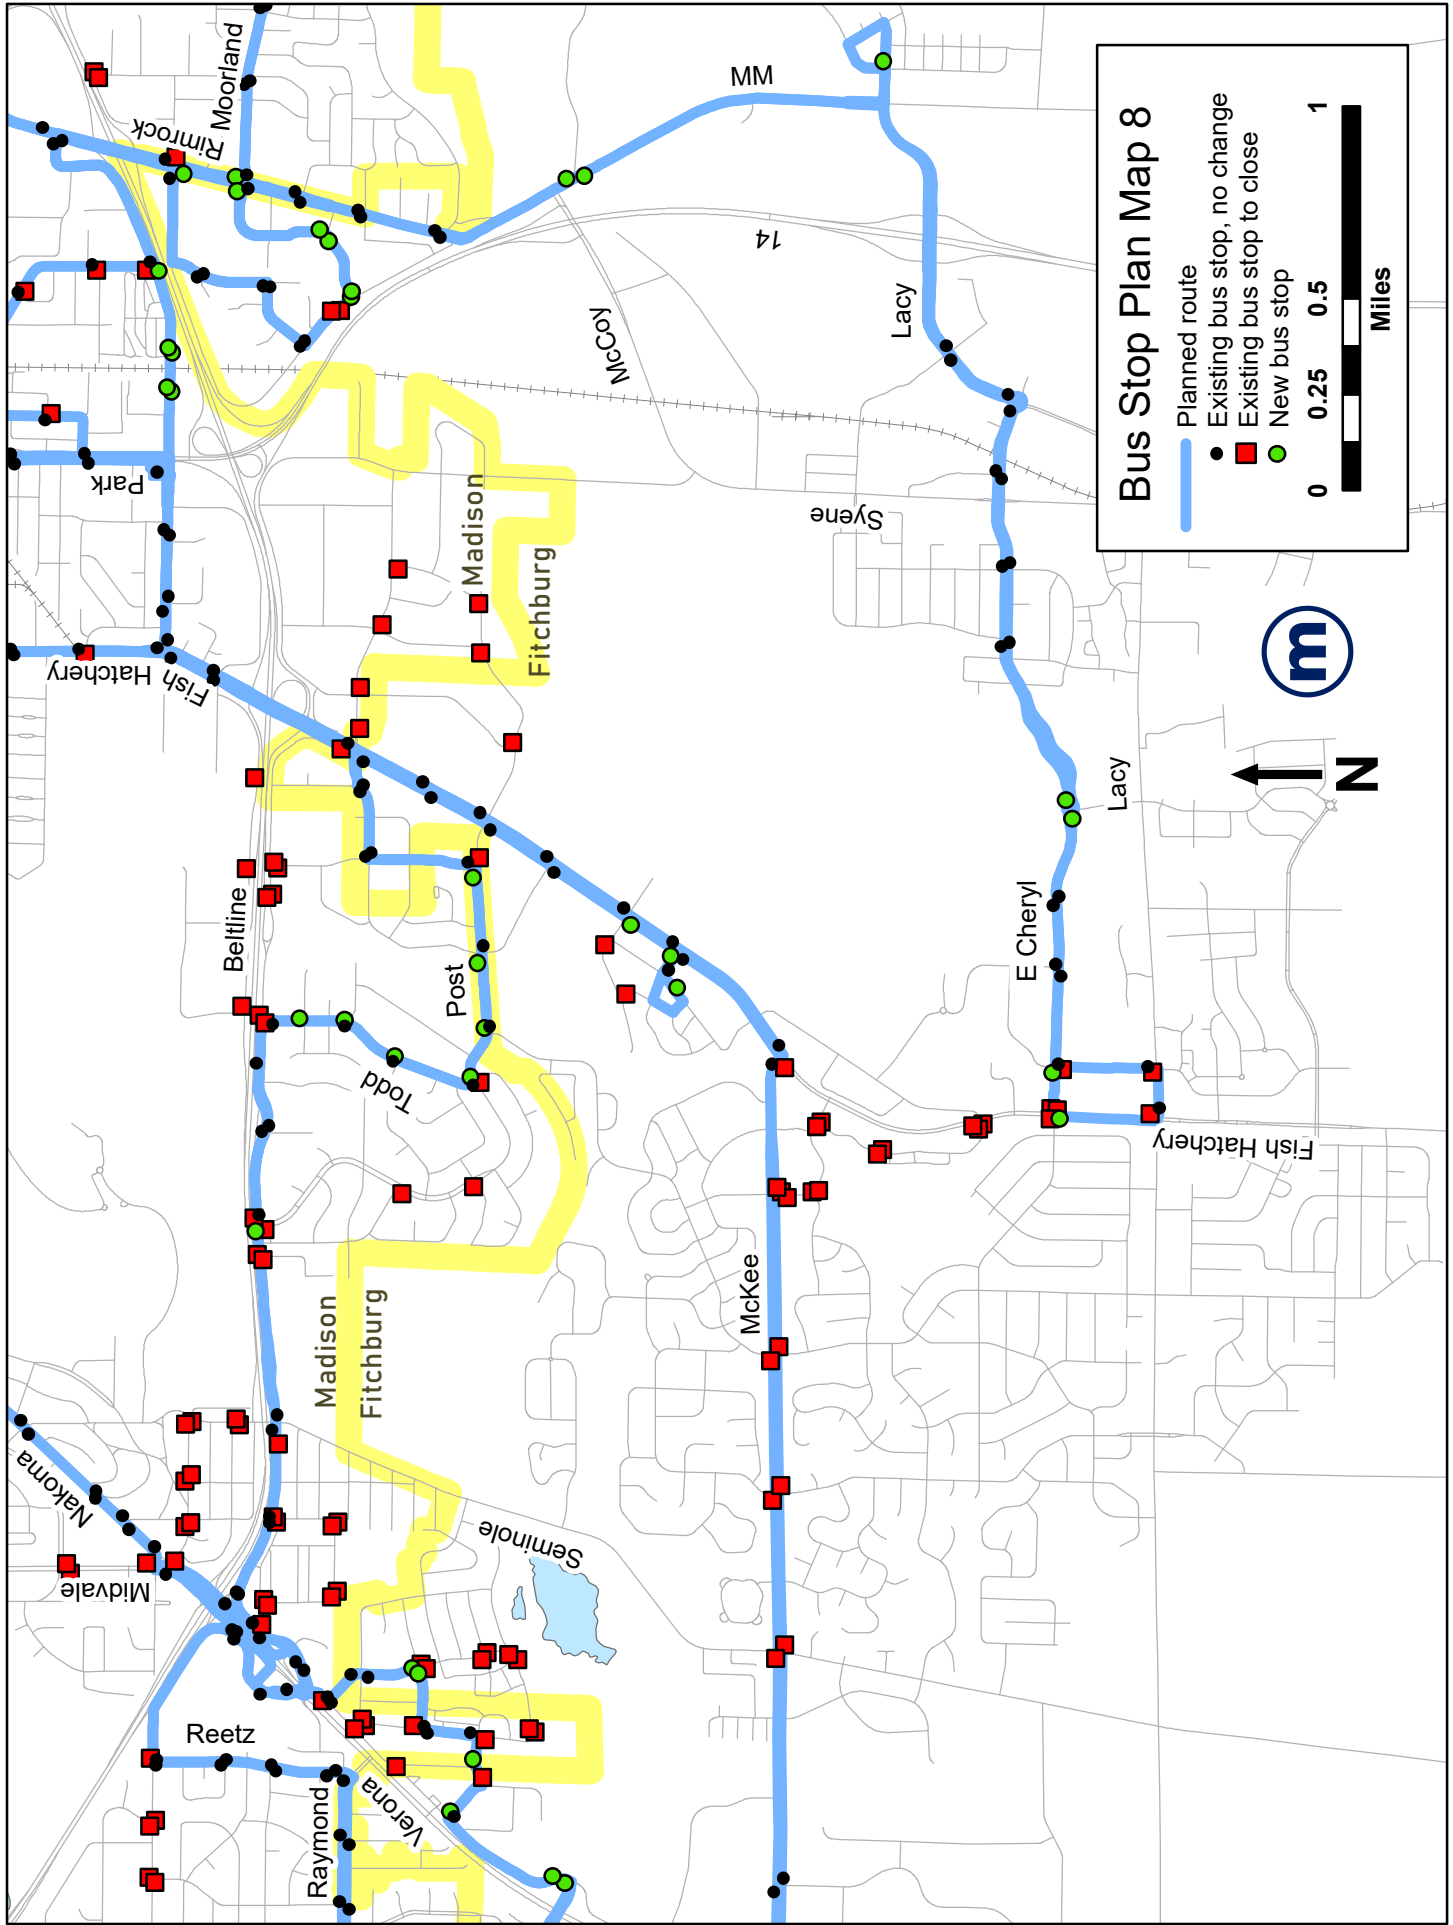 Bus Stop Plan Map 8
Planned route
Existing bus stop, no change
Existing bus stop to close
New bus stop
0 0.25 0.5 1
Miles
m
N
Nakoma
Midvale
Reetz
Raymond
Verona
Seminole
Madison
Fitchburg
McKee
Beltline
Todd
Post
Fish Hatchery
Park
Rimrock
Moorland
MM
14
McCoy
Madison
Fitchburg
Syene
Lacy
Lacy
E Cheryl
Fish Hatchery